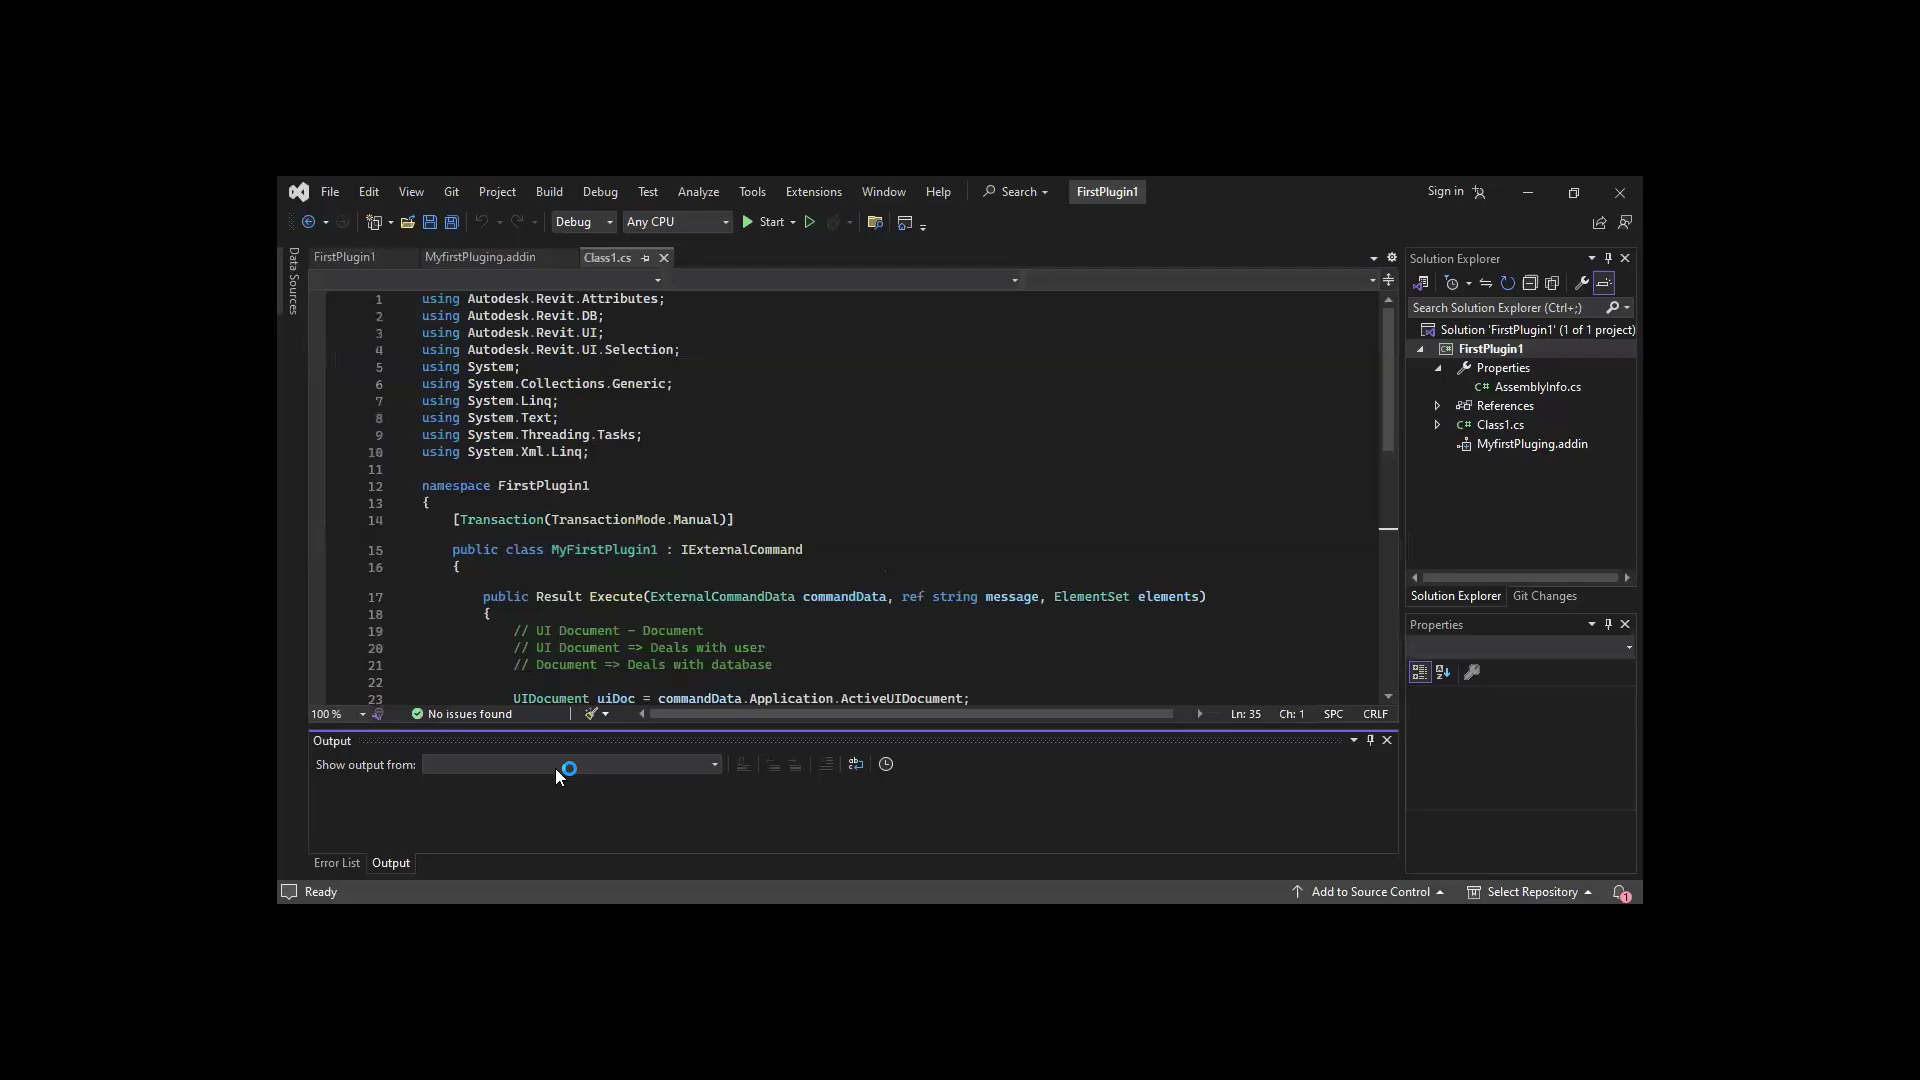 File Edit View Git Project Build Debug Test Analyze Tools Extensions Window Help Search FirstPlugin1 Sign in
Debug Any CPU Start
Data Sources
FirstPlugin1 MyfirstPluging.addin Class1.cs
1 using Autodesk.Revit.Attributes;
2 using Autodesk.Revit.DB;
3 using Autodesk.Revit.UI;
4 using Autodesk.Revit.UI.Selection;
5 using System;
6 using System.Collections.Generic;
7 using System.Linq;
8 using System.Text;
9 using System.Threading.Tasks;
10 using System.Xml.Linq;
11
12 namespace FirstPlugin1
13 {
14 [Transaction(TransactionMode.Manual)]
15 public class MyFirstPlugin1 : IExternalCommand
16 {
17 public Result Execute(ExternalCommandData commandData, ref string message, ElementSet elements)
18 {
19 // UI Document - Document
20 // UI Document => Deals with user
21 // Document => Deals with database
22
23 UIDocument uiDoc = commandData.Application.ActiveUIDocument;
100 % No issues found Ln: 35 Ch: 1 SPC CRLF
Output
Show output from:
Error List Output
Solution Explorer
Search Solution Explorer (Ctrl+;)
Solution 'FirstPlugin1' (1 of 1 project)
C# FirstPlugin1
Properties
C# AssemblyInfo.cs
References
C# Class1.cs
MyfirstPluging.addin
Solution Explorer Git Changes
Properties
Ready Add to Source Control Select Repository 1